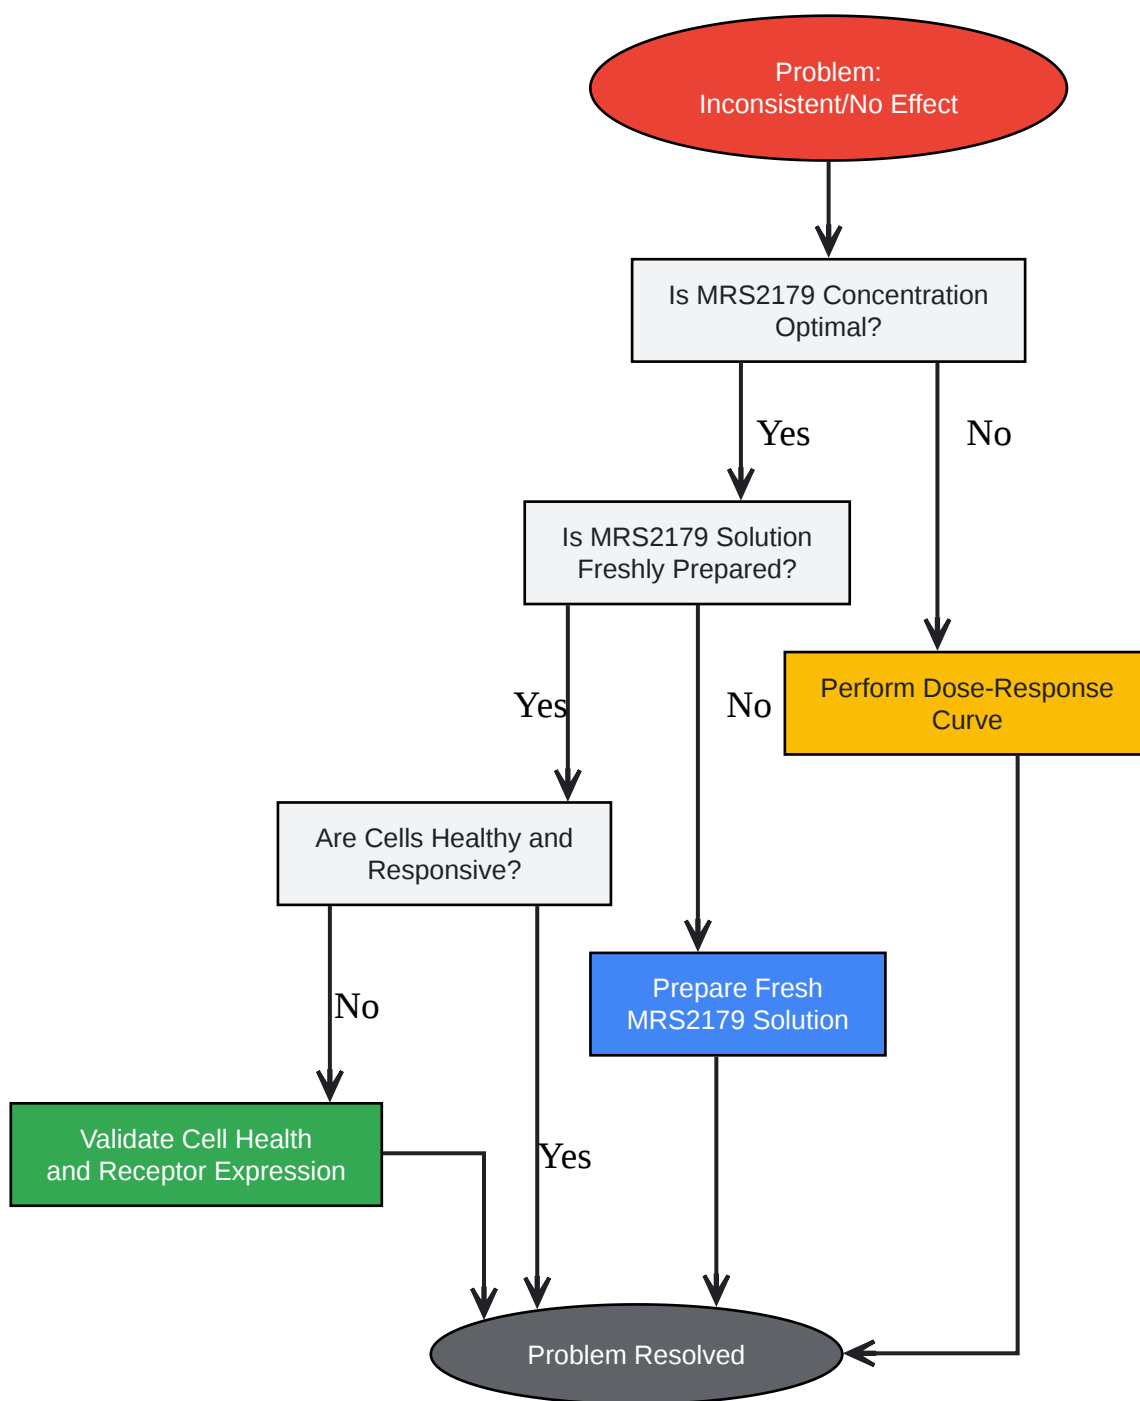 Problem:
Inconsistent/No Effect
Is MRS2179 Concentration
Optimal?
Yes
No
Is MRS2179 Solution
Freshly Prepared?
Perform Dose-Response
Curve
Yes
No
Are Cells Healthy and
Responsive?
Prepare Fresh
MRS2179 Solution
No
Validate Cell Health
and Receptor Expression
Yes
Problem Resolved